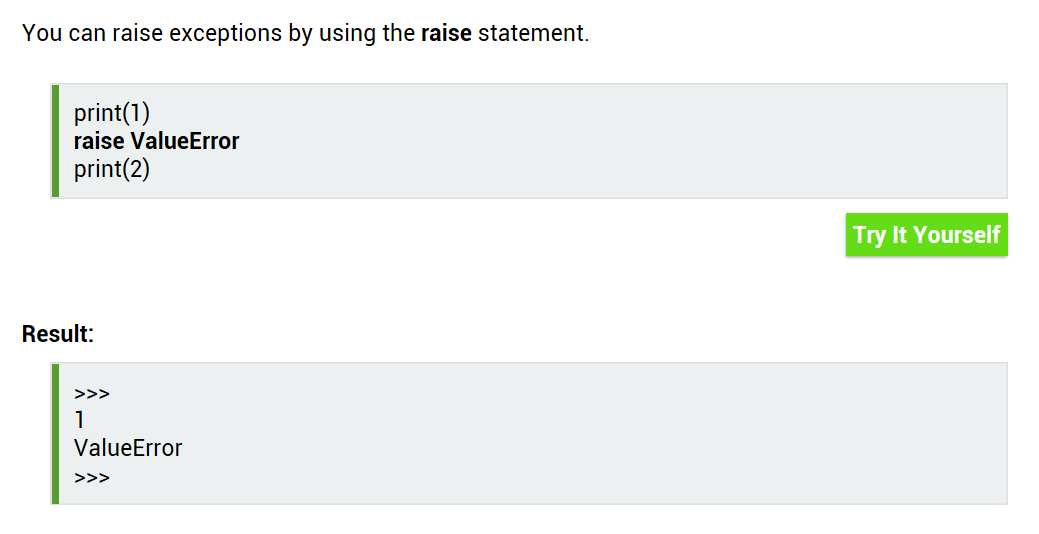 You can raise exceptions by using the raise statement.
print(1)
raise ValueError
print(2)
Try It Yourself
Result:
>>>
1
ValueError
>>>